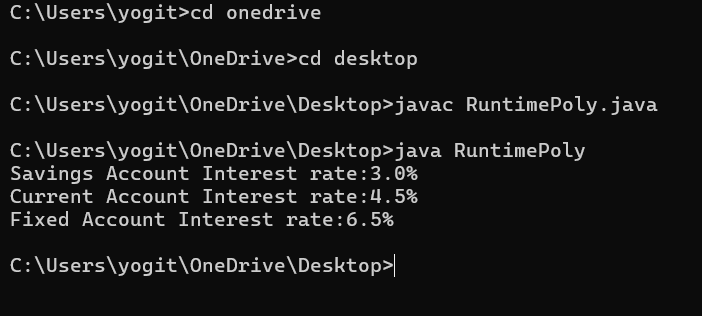 C:\Users\yogit>cd onedrive
C:\Users\yogit\OneDrive>cd desktop
C:\Users\yogit\OneDrive\Desktop>javac RuntimePoly.java
C:\Users\yogit\OneDrive\Desktop>java RuntimePoly
Savings Account Interest rate:3.0%
Current Account Interest rate:4.5%
Fixed Account Interest rate:6.5%
C:\Users\yogit\OneDrive\Desktop>